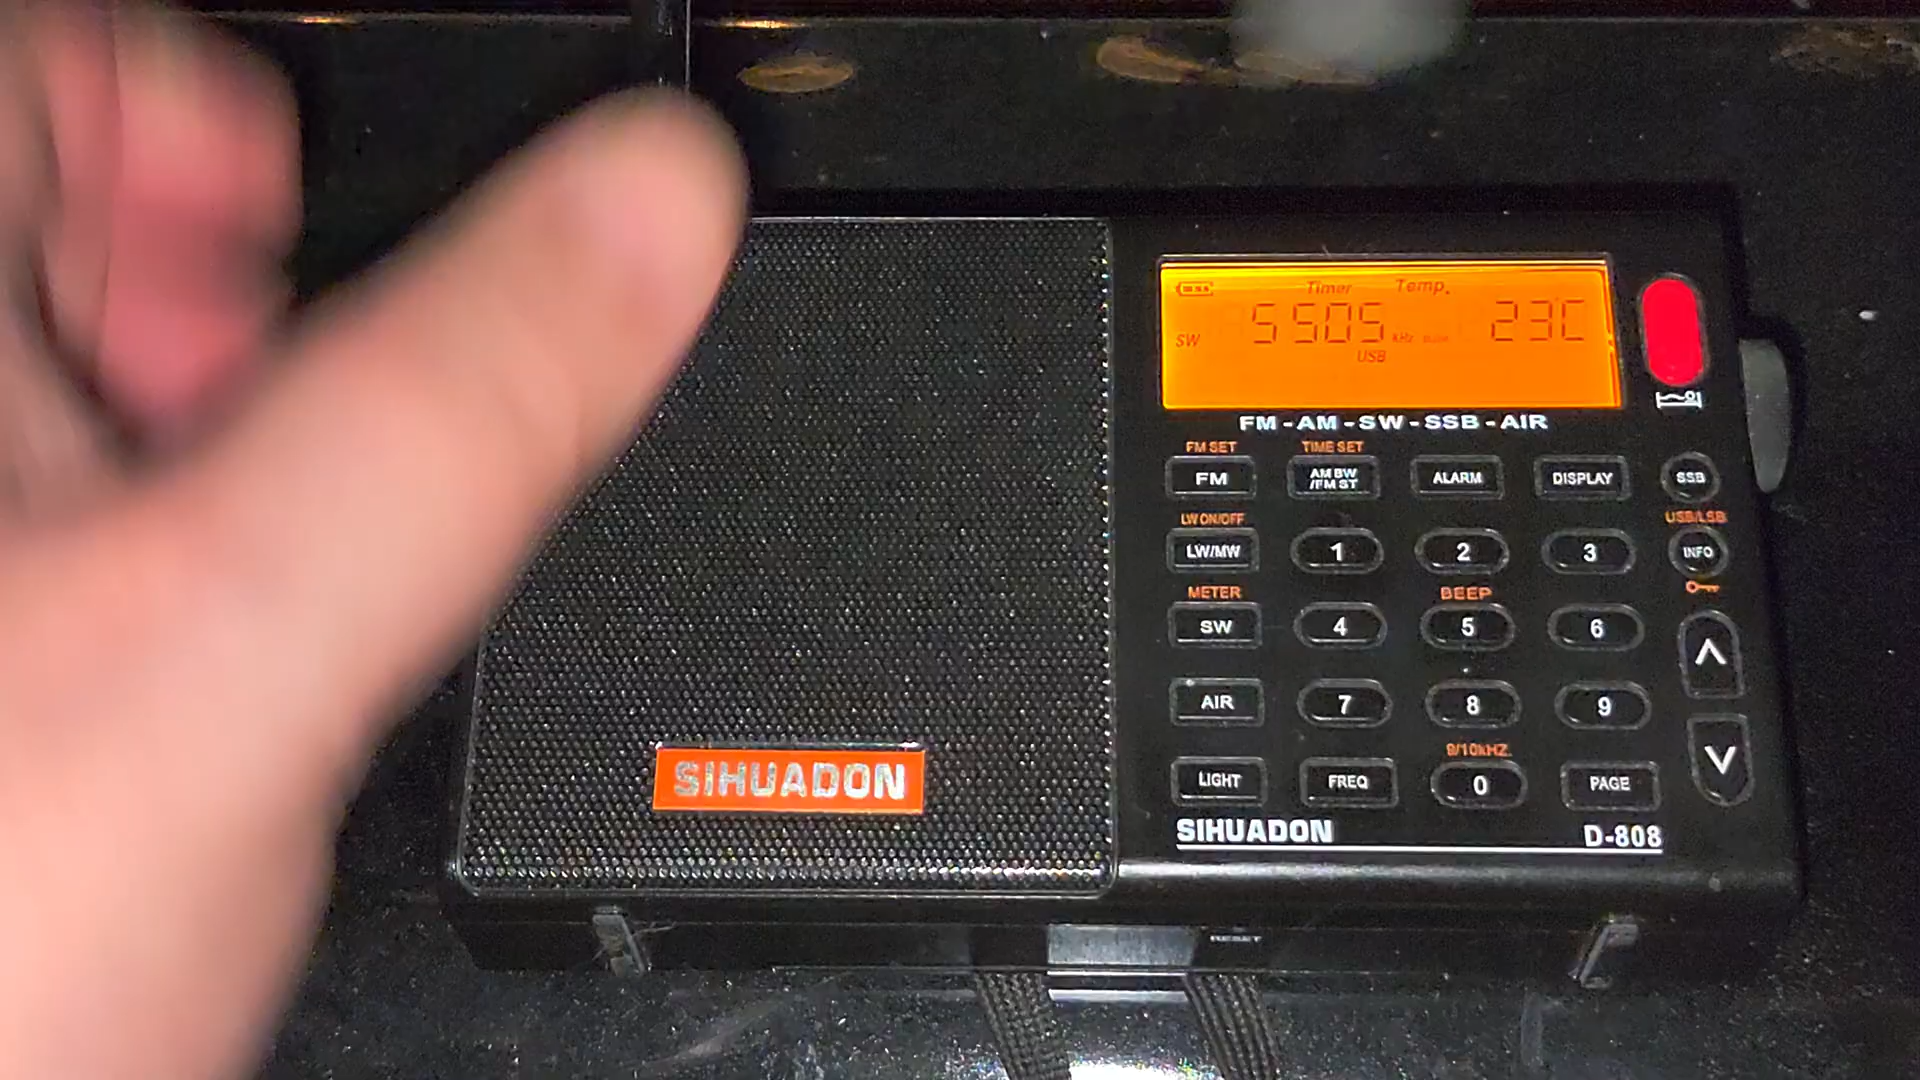 Timer Temp.
SW 5505 kHz 23C
USB
FM-AM-SW-SSB-AIR
FM SET TIME SET
FM AM BW /FM ST ALARM DISPLAY SSB
LW ON/OFF USB/LSB
LW/MW 1 2 3 INFO
METER BEEP
SW 4 5 6
AIR 7 8 9
9/10kHZ.
LIGHT FREQ 0 PAGE
SIHUADON
SIHUADON D-808
RESET